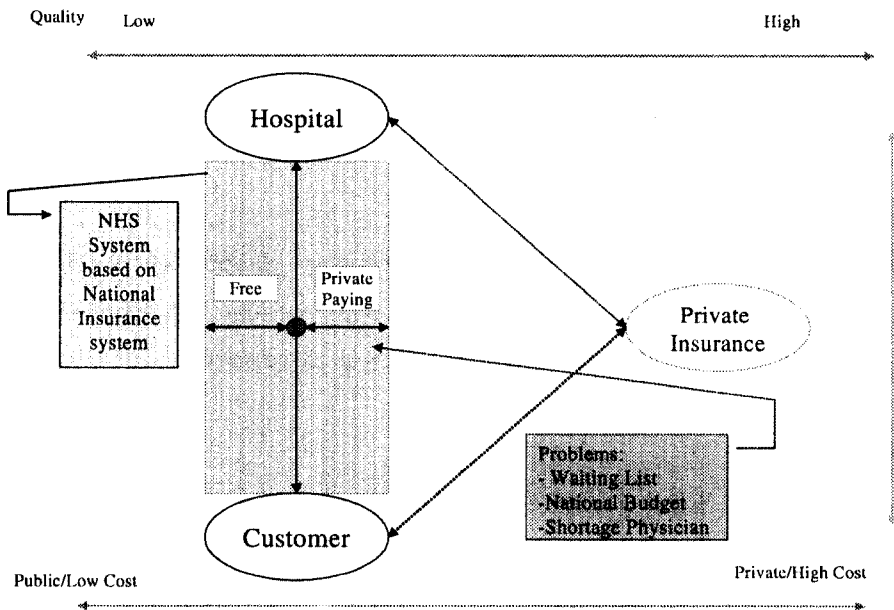 Quality Low High
Hospital
NHS
System
based on
National
Insurance
system
Free
Private
Paying
Private
Insurance
Problems:
- Waiting List
-National Budget
-Shortage Physician
Customer
Public/Low Cost
Private/High Cost